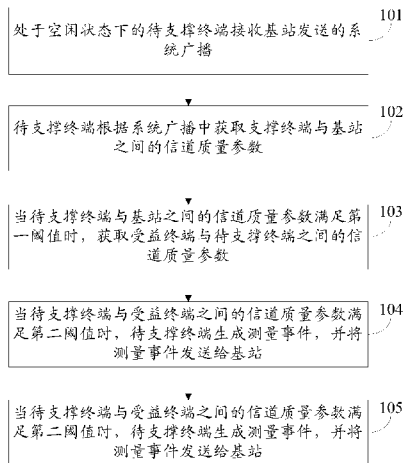 处于空闲状态下的待支撑终端接收基站发送的系
统广播
101
待支撑终端根据系统广播中获取支撑终端与基站
之间的信道质量参数
102
当待支撑终端与基站之间的信道质量参数满足第
一阈值时，获取受益终端与待支撑终端之间的信
道质量参数
103
当待支撑终端与受益终端之间的信道质量参数满
足第二阈值时，待支撑终端生成测量事件，并将
测量事件发送给基站
104
当待支撑终端与受益终端之间的信道质量参数满
足第二阈值时，待支撑终端生成测量事件，并将
测量事件发送给基站
105